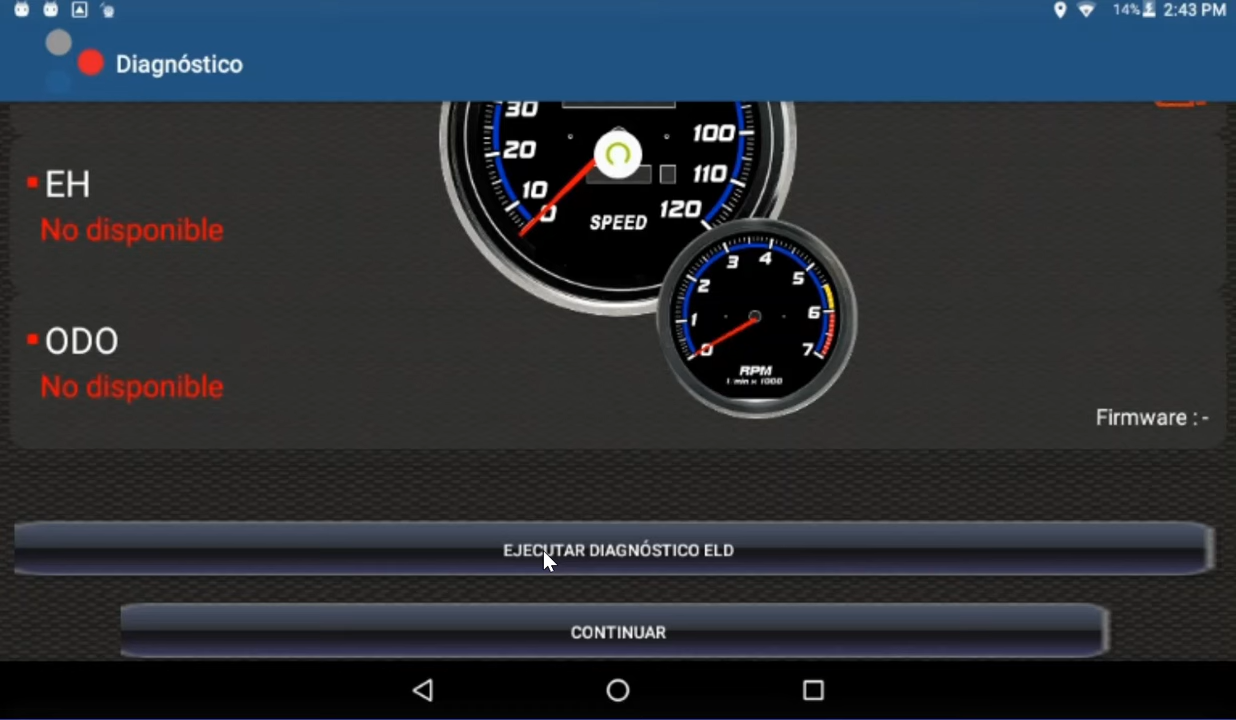 14% 2:43 PM
Diagnóstico
30
20
10
0
100
110
120
SPEED
EH
No disponible
0
1
2
3
4
5
6
7
RPM
1 min x 1000
ODO
No disponible
Firmware : -
EJECUTAR DIAGNÓSTICO ELD
CONTINUAR